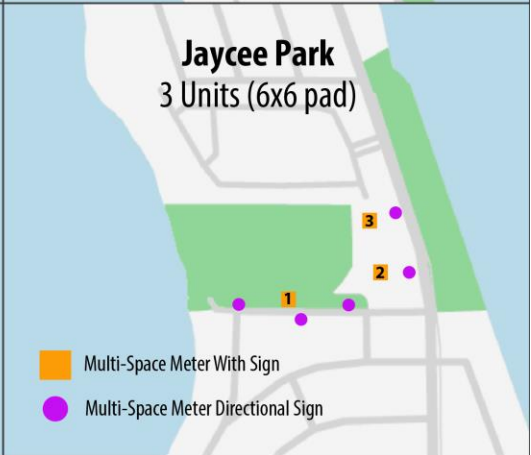 Jaycee Park
3 Units (6x6 pad)
3
2
1
Multi-Space Meter With Sign
Multi-Space Meter Directional Sign